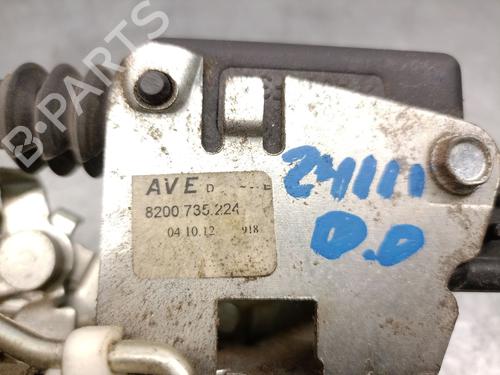 B-PARTS
AVE D E
8200 735.224
04 10.12 918
24111
D.D